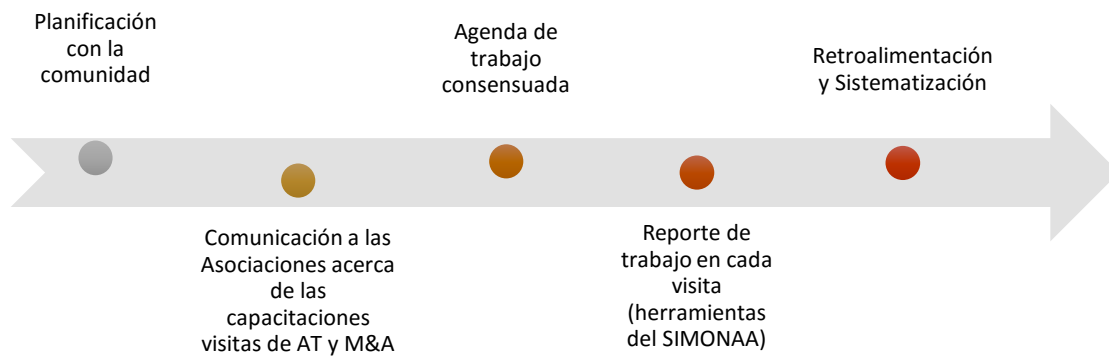 Planificación
con la
comunidad
Comunicación a las
Asociaciones acerca
de las
capacitaciones
visitas de AT y M&A
Agenda de
trabajo
consensuada
Reporte de
trabajo en cada
visita
(herramientas
del SIMONAA)
Retroalimentación
y Sistematización